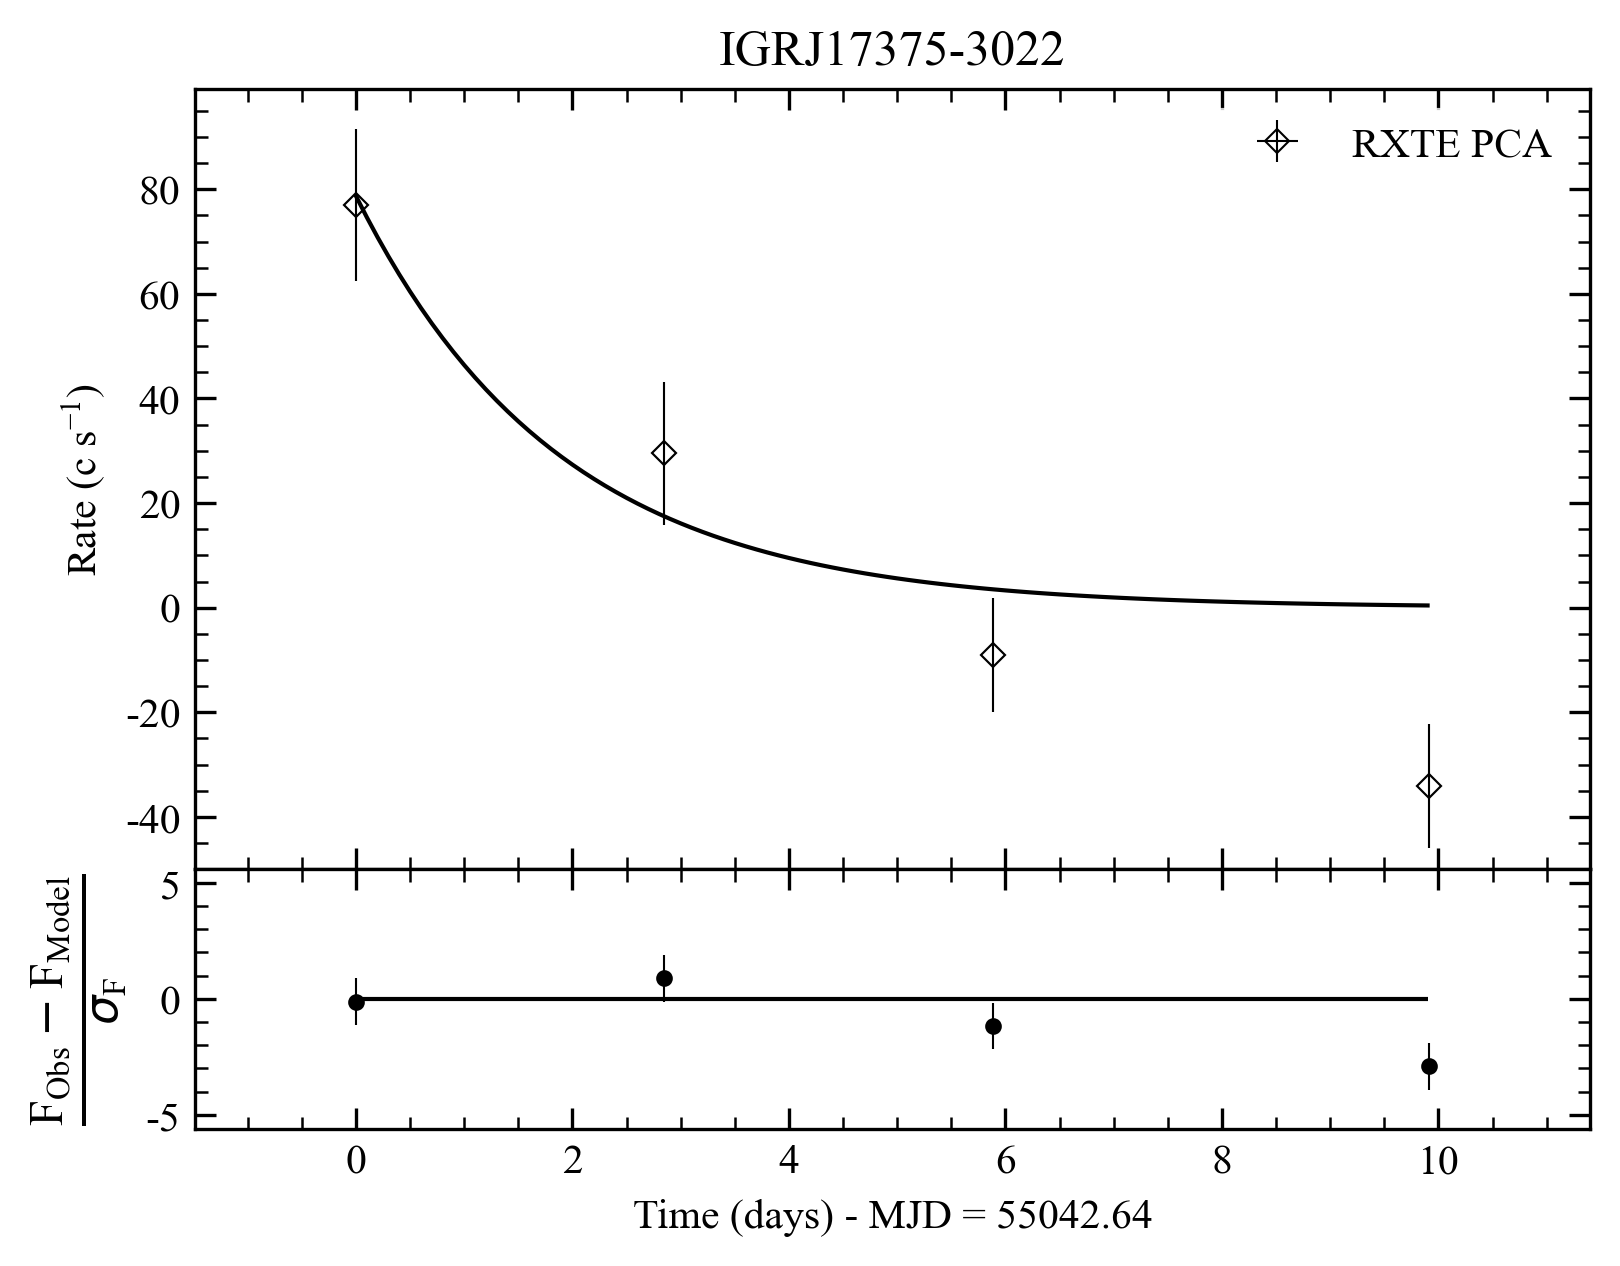 IGRJ17375-3022
RXTE PCA
80
60
40
20
0
-20
-40
Rate (c s⁻¹)
5
0
-5
F_Obs − F_Model
σ_F
0 2 4 6 8 10
Time (days) - MJD = 55042.64